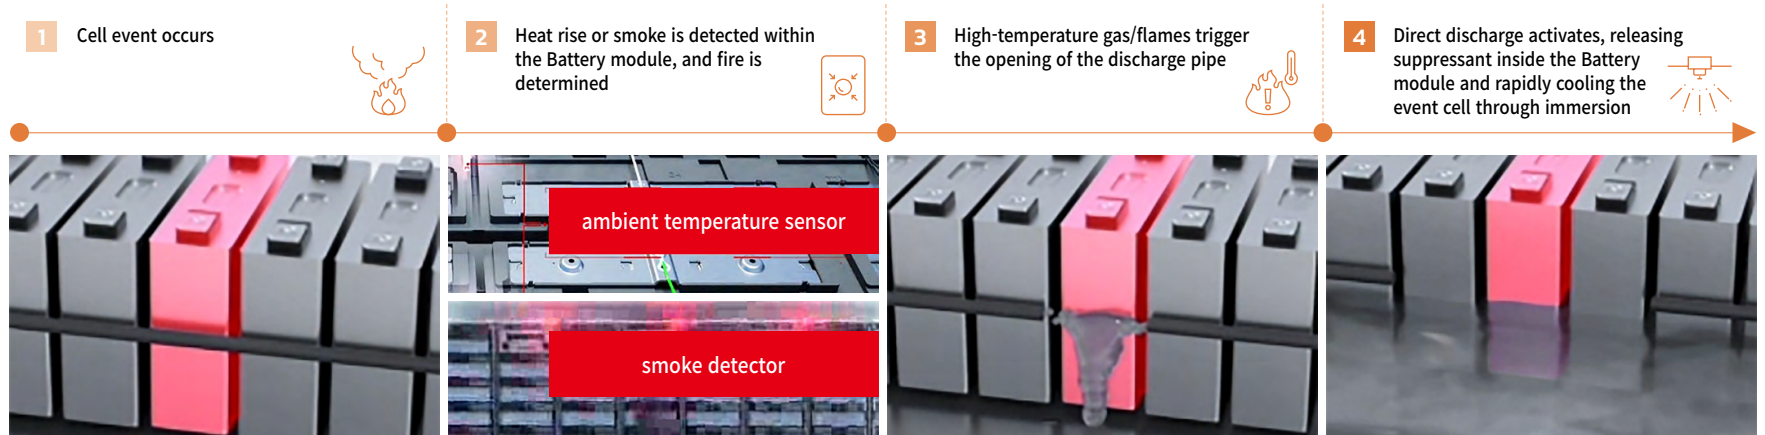 1
Cell event occurs
2
Heat rise or smoke is detected within
the Battery module, and fire is
determined
3
High-temperature gas/flames trigger
the opening of the discharge pipe
4
Direct discharge activates, releasing
suppressant inside the Battery
module and rapidly cooling the
event cell through immersion
ambient temperature sensor
smoke detector